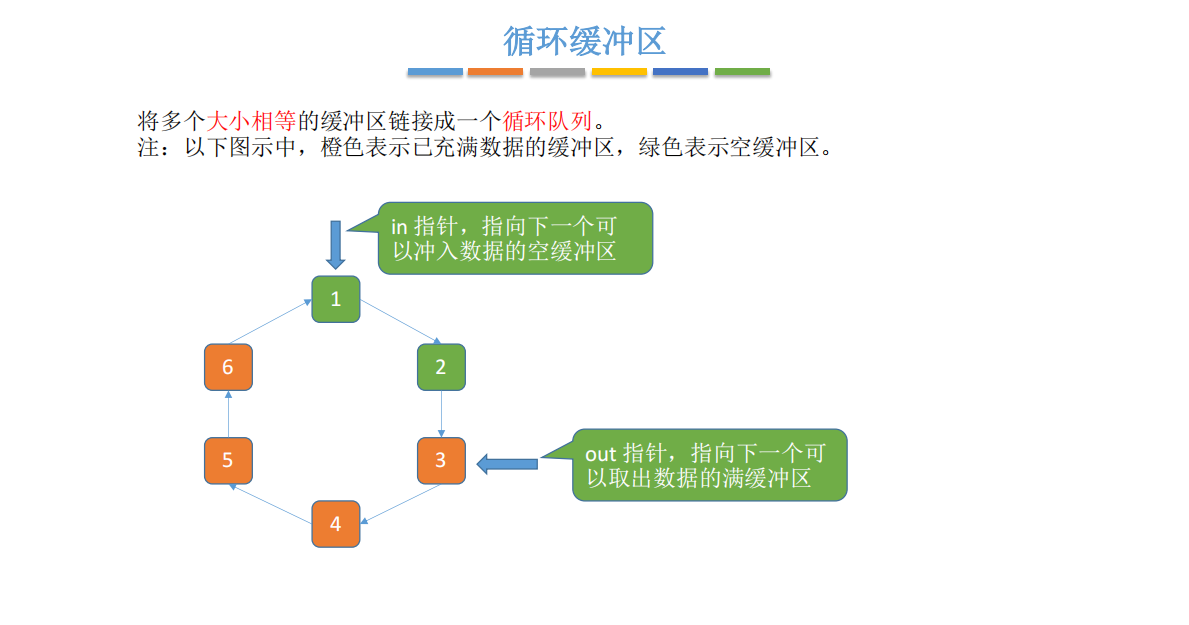 循环缓冲区
将多个大小相等的缓冲区链接成一个循环队列。
注：以下图示中，橙色表示已充满数据的缓冲区，绿色表示空缓冲区。
in 指针，指向下一个可
以冲入数据的空缓冲区
1
6
2
5
3
out 指针，指向下一个可
以取出数据的满缓冲区
4